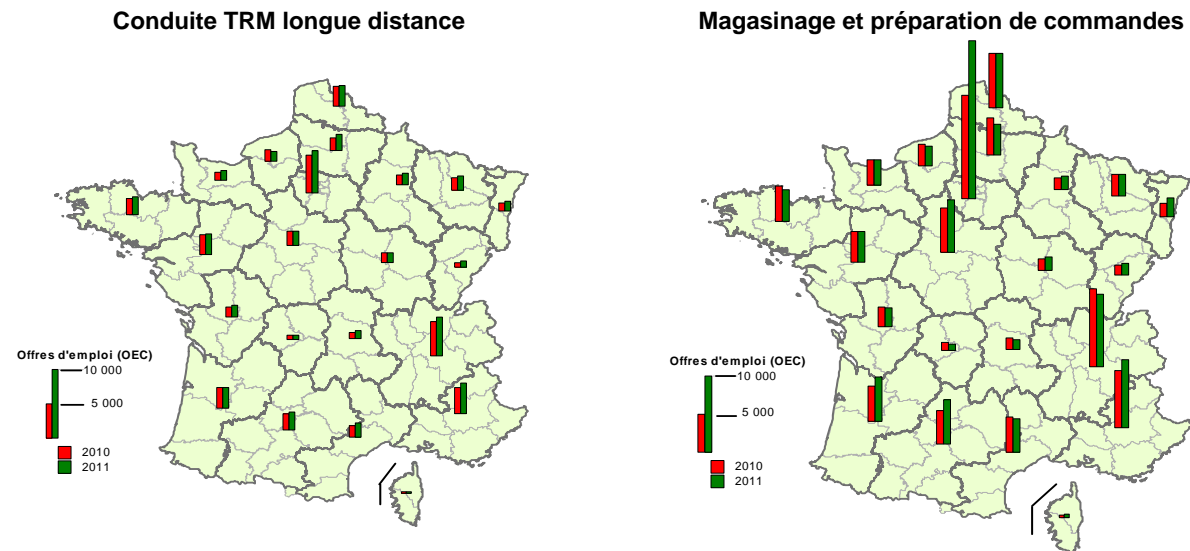 Conduite TRM longue distance
Magasinage et préparation de commandes
Offres d'emploi (OEC)
10 000
5 000
2010
2011
Offres d'emploi (OEC)
10 000
5 000
2010
2011